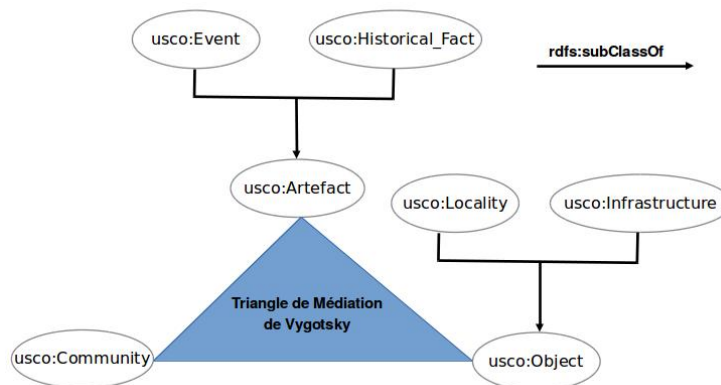 usco:Event
usco:Historical_Fact
rdfs:subClassOf
usco:Artefact
usco:Locality
usco:Infrastructure
Triangle de Médiation
de Vygotsky
usco:Community
usco:Object